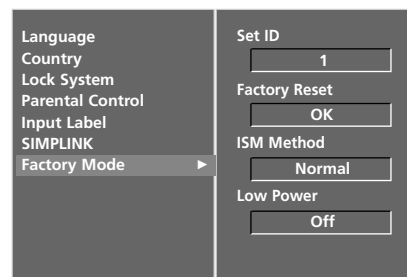 Language
Country
Lock System
Parental Control
Input Label
SIMPLINK
Factory Mode ►
Set ID
1
Factory Reset
OK
ISM Method
Normal
Low Power
Off